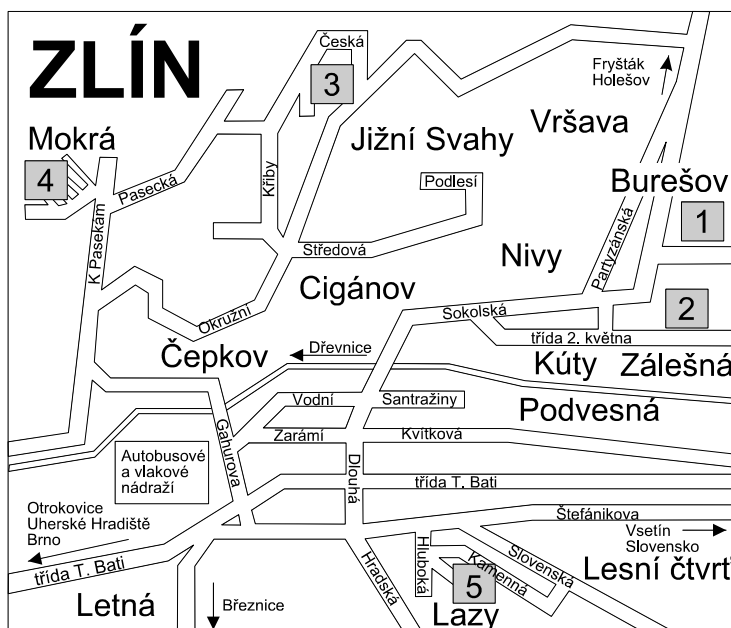 ZLÍN
Česká
3
Fryšták
Holešov
Mokrá
Jižní Svahy
Vršava
4
Pasecká
Křiby
Podlesí
Burešov
1
K Pasekám
Středová
Nivy
Partyzánská
Cigánov
Okružní
Sokolská
2
třída 2. května
Čepkov
Dřevnice
Kúty
Zálešná
Vodní
Santražiny
Podvesná
Gahurova
Zarámí
Kvítková
Autobusové
a vlakové
nádraží
Dlouhá
třída T. Bati
Otrokovice
Uherské Hradiště
Brno
Štefánikova
Vsetín
Slovensko
třída T. Bati
Hradská
Hluboká
Kamenná
Slovenská
Lesní čtvrť
5
Letná
Březnice
Lazy